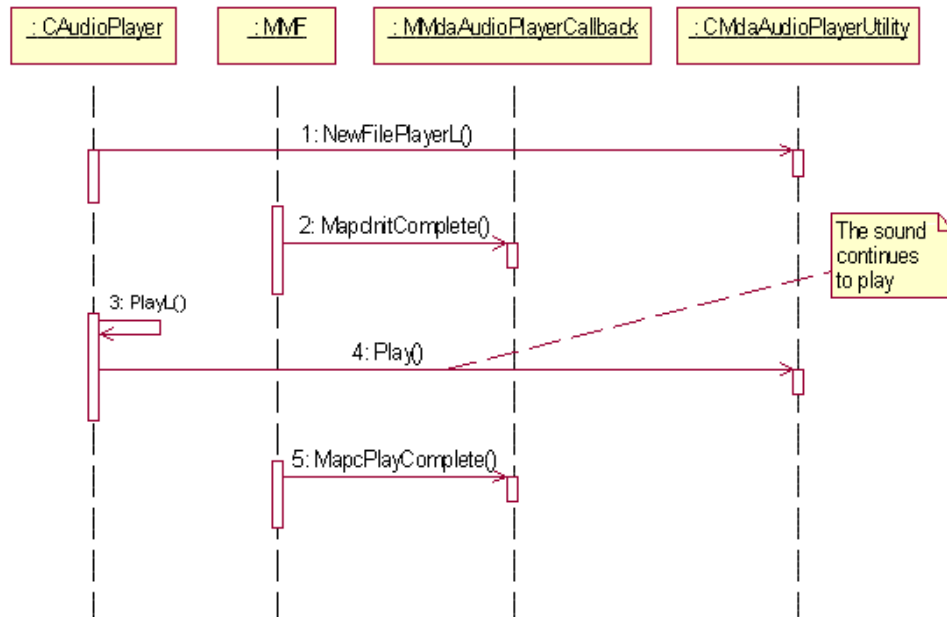 : CAudioPlayer
: MMF
: MMdaAudioPlayerCallback
: CMdaAudioPlayerUtility
1: NewFilePlayerL()
2: MapcInitComplete()
The sound
continues
to play
3: PlayL()
4: Play()
5: MapcPlayComplete()